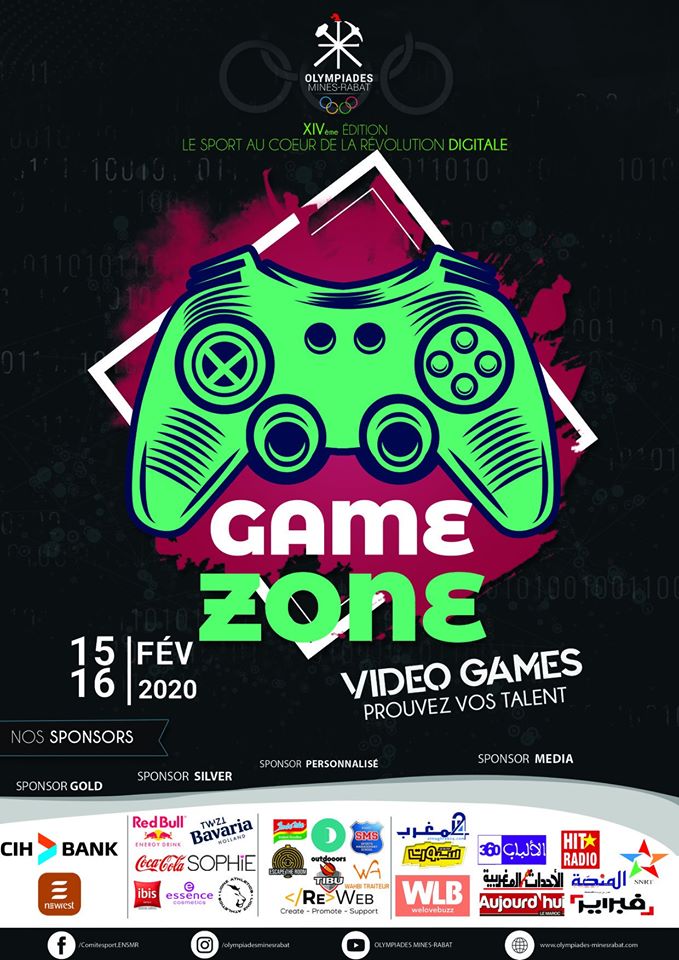 OLYMPIADES
MINES-RABAT
XIVème ÉDITION
LE SPORT AU COEUR DE LA RÉVOLUTION DIGITALE
GAME
ZONE
15 FÉV
16 2020
VIDEO GAMES
PROUVEZ VOS TALENT
NOS SPONSORS
SPONSOR GOLD
SPONSOR SILVER
SPONSOR PERSONNALISÉ
SPONSOR MEDIA
CIH BANK
newrest
Red Bull
ENERGY DRINK
Bavaria
HOLLAND
Coca-Cola
SOPHIE
ibis
essence
cosmetics
outdooors
SMS
ESCAPE THE ROOM
TIBU
WA
WAHBI TRAITEUR
</Re>WEB
Create - Promote - Support
المغرب
WLB
welovebuzz
360 الألباب
HIT
RADIO
SNRT
الأحداث المغربية
المنصة
Aujourd'hui
LE MAROC
فبراير
/Comitesport.ENSMR
/olympiadesminesrabat
OLYMPIADES.MINES-RABAT
www.olympiades-minesrabat.com